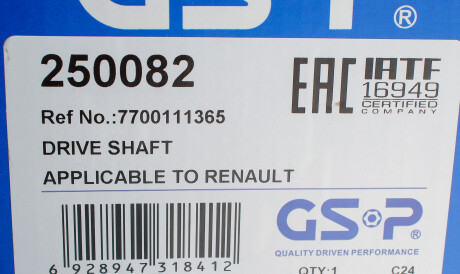 GSP ®
250082
EAC IATF
16949
CERTIFIED
COMPANY
Ref No.:7700111365
DRIVE SHAFT
APPLICABLE TO RENAULT
GSP
QUALITY DRIVEN PERFORMANCE
6 928947 318412
QTY:1 C24